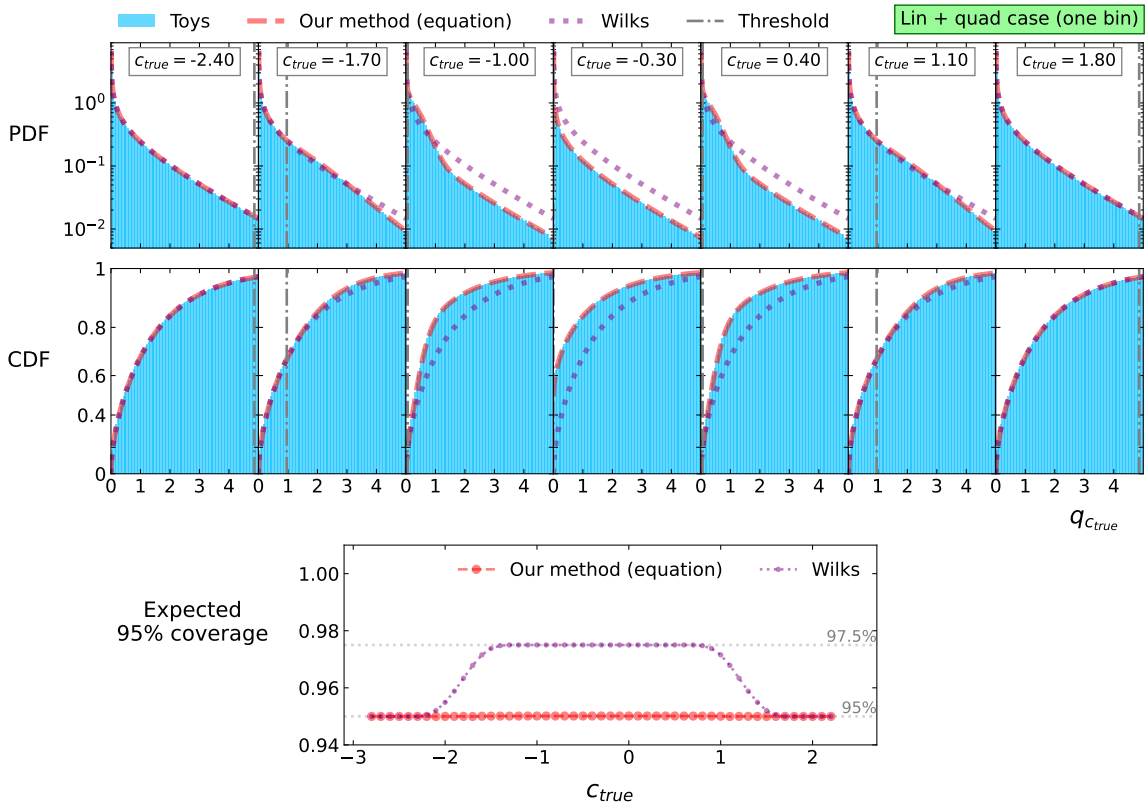 Toys Our method (equation) Wilks Threshold Lin + quad case (one bin)
c_true = -2.40 c_true = -1.70 c_true = -1.00 c_true = -0.30 c_true = 0.40 c_true = 1.10 c_true = 1.80
10⁰
PDF
10⁻¹
10⁻²
1
0.8
CDF
0.6
0.4
0
0 1 2 3 4 0 1 2 3 4 0 1 2 3 4 0 1 2 3 4 0 1 2 3 4 0 1 2 3 4 0 1 2 3 4
q_c_true
Our method (equation) Wilks
1.00
Expected
95% coverage
0.98
97.5%
0.96
95%
0.94
−3 −2 −1 0 1 2
c_true